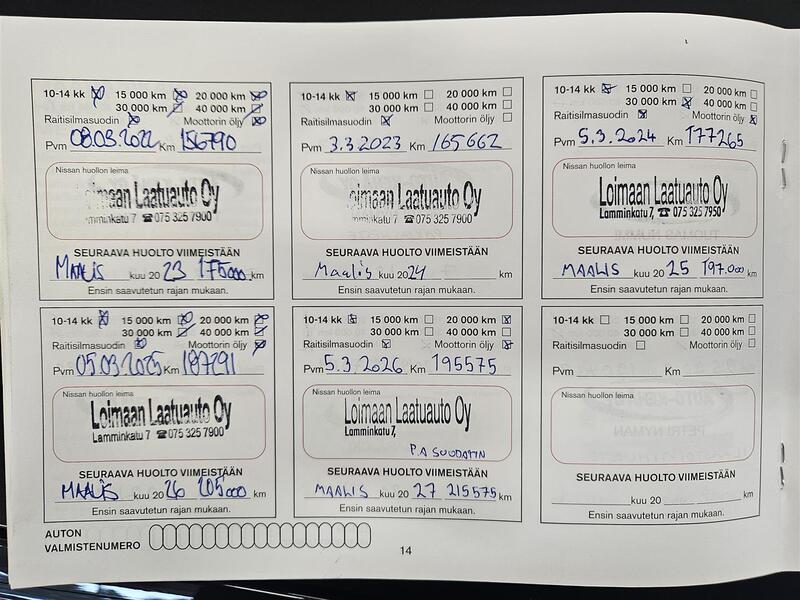 10-14 kk 15 000 km 20 000 km
30 000 km 40 000 km
Raitisilmasuodin Moottorin öljy
Pvm 08.03.2022 Km 156790
Nissan huollon leima
Loimaan Laatuauto Oy
Lamminkatu 7 ☎ 075 325 7900
SEURAAVA HUOLTO VIIMEISTÄÄN
MAALIS kuu 20 23 175000 km
Ensin saavutetun rajan mukaan.
10-14 kk 15 000 km 20 000 km
30 000 km 40 000 km
Raitisilmasuodin Moottorin öljy
Pvm 3.3.2023 Km 165662
Nissan huollon leima
Loimaan Laatuauto Oy
Lamminkatu 7 ☎ 075 325 7900
SEURAAVA HUOLTO VIIMEISTÄÄN
Maalis kuu 20 24 km
Ensin saavutetun rajan mukaan.
10-14 kk 15 000 km 20 000 km
30 000 km 40 000 km
Raitisilmasuodin Moottorin öljy
Pvm 5.3.2024 Km 177265
Nissan huollon leima
Loimaan Laatuauto Oy
Lamminkatu 7, ☎ 075 325 7950
SEURAAVA HUOLTO VIIMEISTÄÄN
MAALIS kuu 20 25 197.000 km
Ensin saavutetun rajan mukaan.
10-14 kk 15 000 km 20 000 km
30 000 km 40 000 km
Raitisilmasuodin Moottorin öljy
Pvm 05.03.2025 Km 187291
Nissan huollon leima
Loimaan Laatuauto Oy
Lamminkatu 7 ☎ 075 325 7900
SEURAAVA HUOLTO VIIMEISTÄÄN
MAALIS kuu 20 26 205000 km
Ensin saavutetun rajan mukaan.
10-14 kk 15 000 km 20 000 km
30 000 km 40 000 km
Raitisilmasuodin Moottorin öljy
Pvm 5.3.2026 Km 195575
Nissan huollon leima
Loimaan Laatuauto Oy
Lamminkatu 7,
P.A SUODATIN
SEURAAVA HUOLTO VIIMEISTÄÄN
MAALIS kuu 20 27 215575 km
Ensin saavutetun rajan mukaan.
10-14 kk 15 000 km 20 000 km
30 000 km 40 000 km
Raitisilmasuodin Moottorin öljy
Pvm Km
Nissan huollon leima
SEURAAVA HUOLTO VIIMEISTÄÄN
kuu 20 km
Ensin saavutetun rajan mukaan.
AUTON
VALMISTENUMERO
14